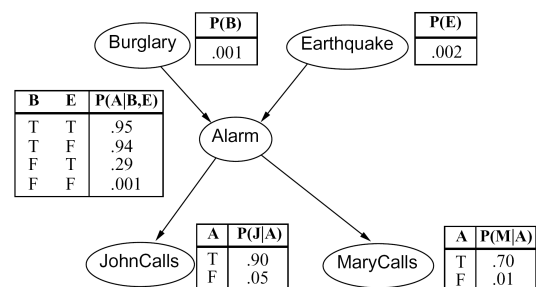 Burglary
P(B)
.001
Earthquake
P(E)
.002
B E P(A|B,E)
T T .95
T F .94
F T .29
F F .001
Alarm
JohnCalls
A P(J|A)
T .90
F .05
MaryCalls
A P(M|A)
T .70
F .01